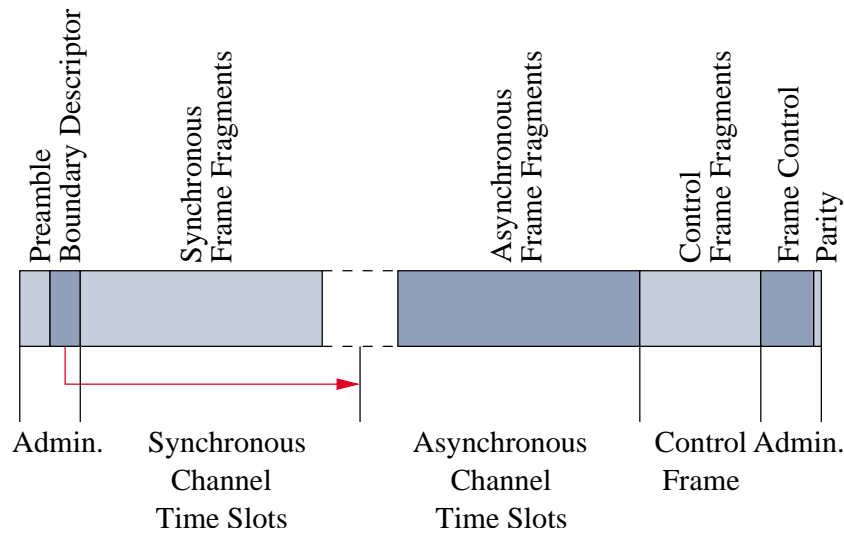 Preamble
Boundary Descriptor
Synchronous
Frame Fragments
Asynchronous
Frame Fragments
Control
Frame Fragments
Frame Control
Parity
Admin.
Synchronous
Channel
Time Slots
Asynchronous
Channel
Time Slots
Control
Frame
Admin.